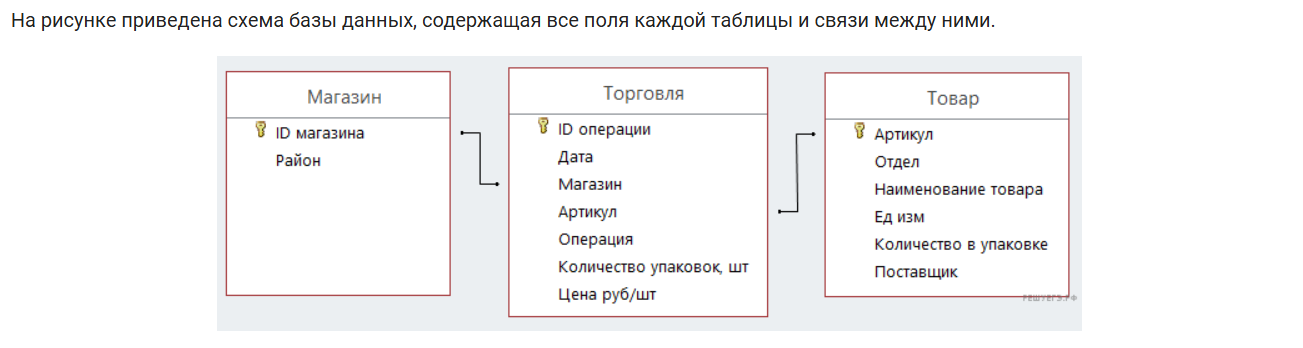 На рисунке приведена схема базы данных, содержащая все поля каждой таблицы и связи между ними.
Магазин
ID магазина
Район
Торговля
ID операции
Дата
Магазин
Артикул
Операция
Количество упаковок, шт
Цена руб/шт
Товар
Артикул
Отдел
Наименование товара
Ед изм
Количество в упаковке
Поставщик
РЕШУЕГЭ.РФ